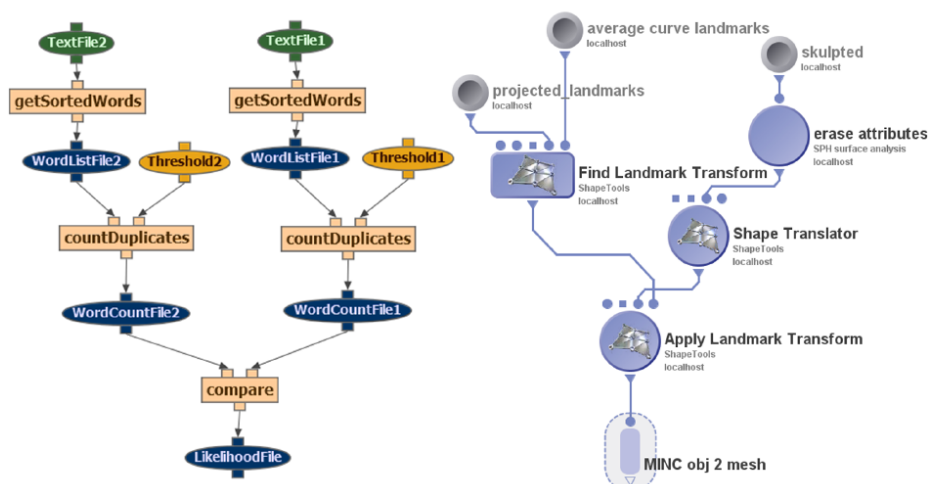 TextFile2
TextFile1
getSortedWords
getSortedWords
WordListFile2
Threshold2
WordListFile1
Threshold1
countDuplicates
countDuplicates
WordCountFile2
WordCountFile1
compare
LikelihoodFile
average curve landmarks
localhost
skulpted
localhost
projected_landmarks
localhost
erase attributes
SPH surface analysis
localhost
Find Landmark Transform
ShapeTools
localhost
Shape Translator
ShapeTools
localhost
Apply Landmark Transform
ShapeTools
localhost
MINC obj 2 mesh